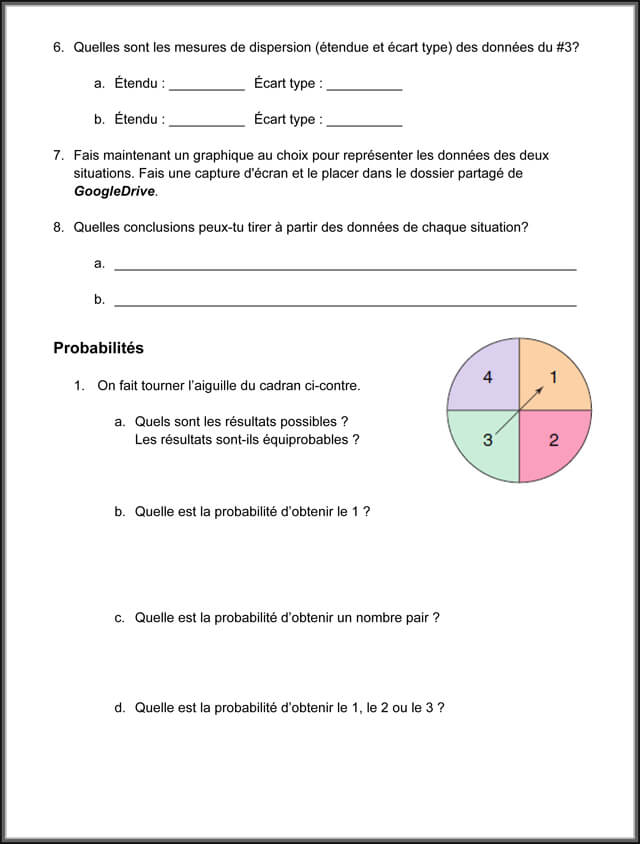 6. Quelles sont les mesures de dispersion (étendue et écart type) des données du #3?
a. Étendu : __________ Écart type : __________
b. Étendu : __________ Écart type : __________
7. Fais maintenant un graphique au choix pour représenter les données des deux
situations. Fais une capture d'écran et le placer dans le dossier partagé de
GoogleDrive.
8. Quelles conclusions peux-tu tirer à partir des données de chaque situation?
a. ____________________________________________________________
b. ____________________________________________________________
Probabilités
1. On fait tourner l’aiguille du cadran ci-contre.
a. Quels sont les résultats possibles ?
Les résultats sont-ils équiprobables ?
4 1
3 2
b. Quelle est la probabilité d’obtenir le 1 ?
c. Quelle est la probabilité d’obtenir un nombre pair ?
d. Quelle est la probabilité d’obtenir le 1, le 2 ou le 3 ?